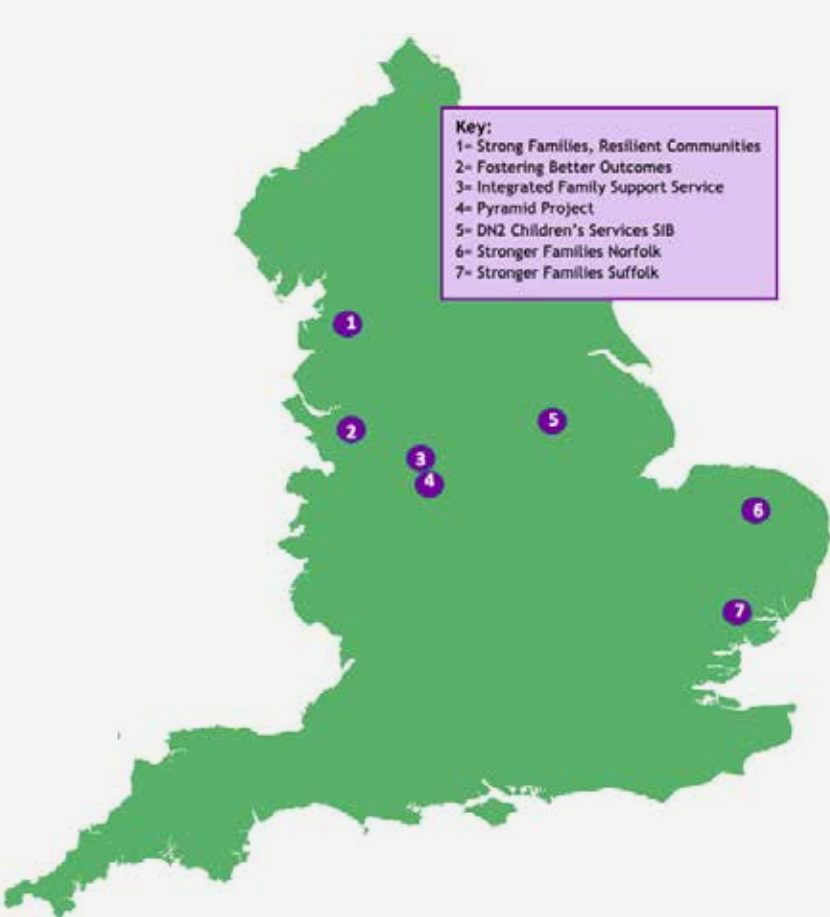 Key:
1= Strong Families, Resilient Communities
2= Fostering Better Outcomes
3= Integrated Family Support Service
4= Pyramid Project
5= DN2 Children's Services SIB
6= Stronger Families Norfolk
7= Stronger Families Suffolk
1
2
5
3
4
6
7